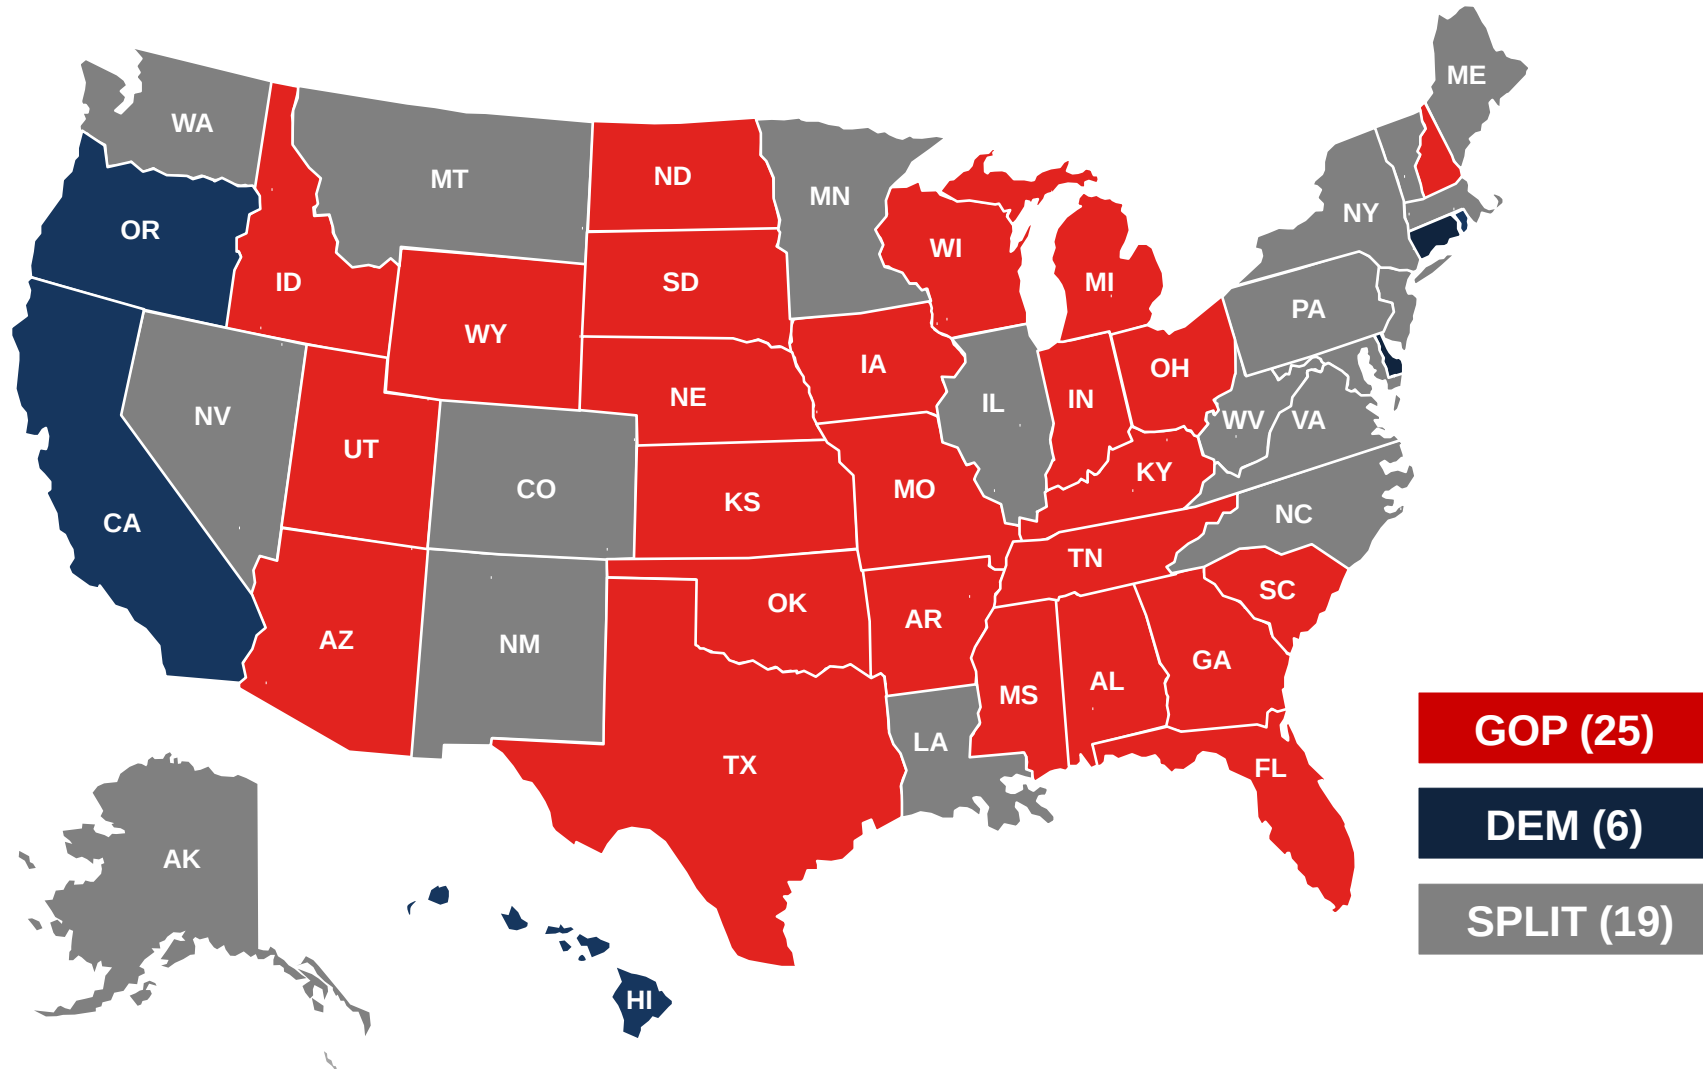 ME
WA
MT
ND
MN
NY
OR
WI
ID
SD
MI
PA
WY
IA
OH
NE
IN
IL
NV
WV
VA
UT
KY
CO
MO
KS
NC
CA
TN
SC
OK
AR
AZ
NM
GA
AL
MS
LA
TX
FL
GOP (25)
DEM (6)
AK
SPLIT (19)
HI